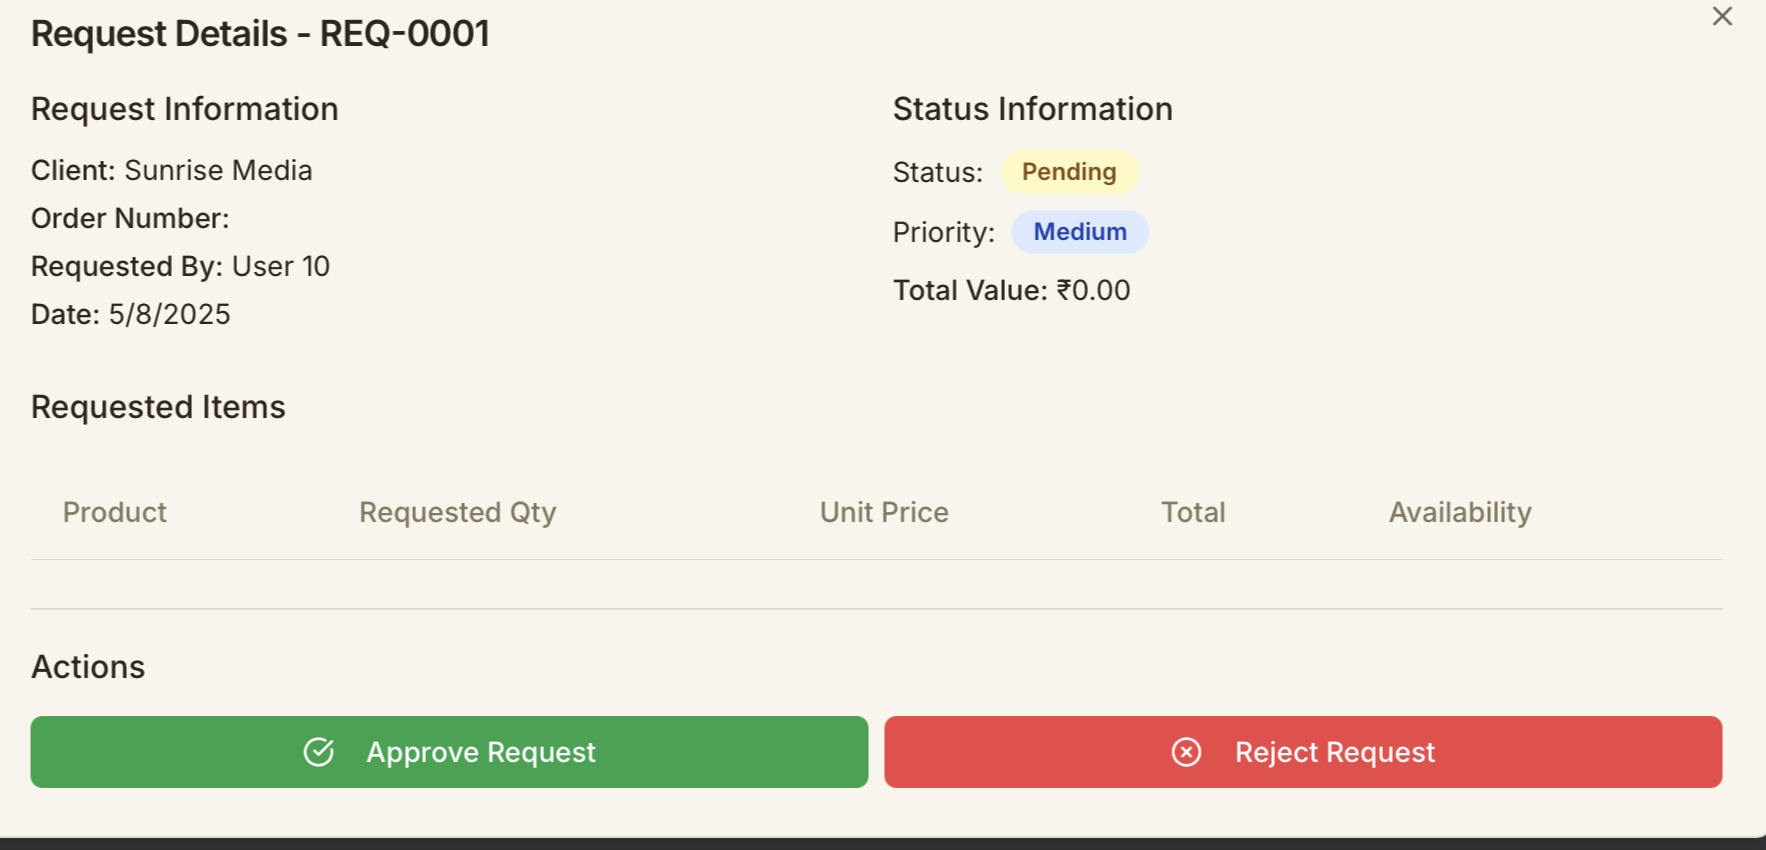 Request Details - REQ-0001
Request Information
Client: Sunrise Media
Order Number:
Requested By: User 10
Date: 5/8/2025
Status Information
Status: Pending
Priority: Medium
Total Value: ₹0.00
Requested Items
Product Requested Qty Unit Price Total Availability
Actions
Approve Request Reject Request